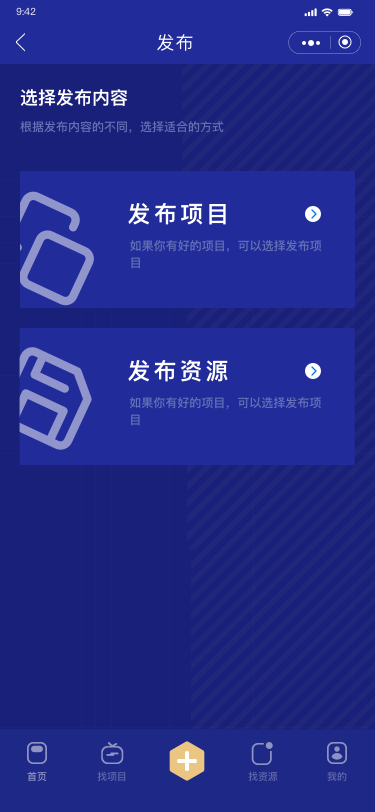 9:42
发布
选择发布内容
根据发布内容的不同，选择适合的方式
发布项目
如果你有好的项目，可以选择发布项
目
发布资源
如果你有好的项目，可以选择发布项
目
首页
找项目
找资源
我的